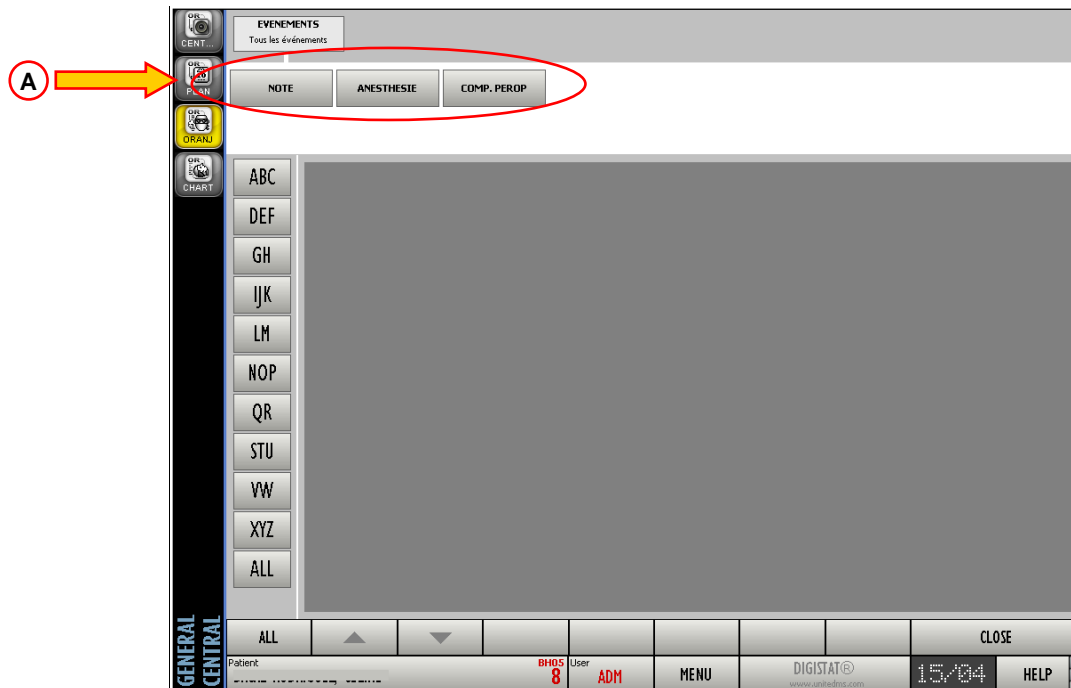 A
OR
CENT...
OR
PLAN
OR
ORANJ
OR
CHART
EVENEMENTS
Tous les événements
NOTE ANESTHESIE COMP. PEROP
ABC
DEF
GH
IJK
LM
NOP
QR
STU
VW
XYZ
ALL
GENERAL
CENTRAL
ALL CLOSE
Patient BH05 8
User ADM
MENU
DIGISTAT®
www.unitedms.com
15/04
HELP